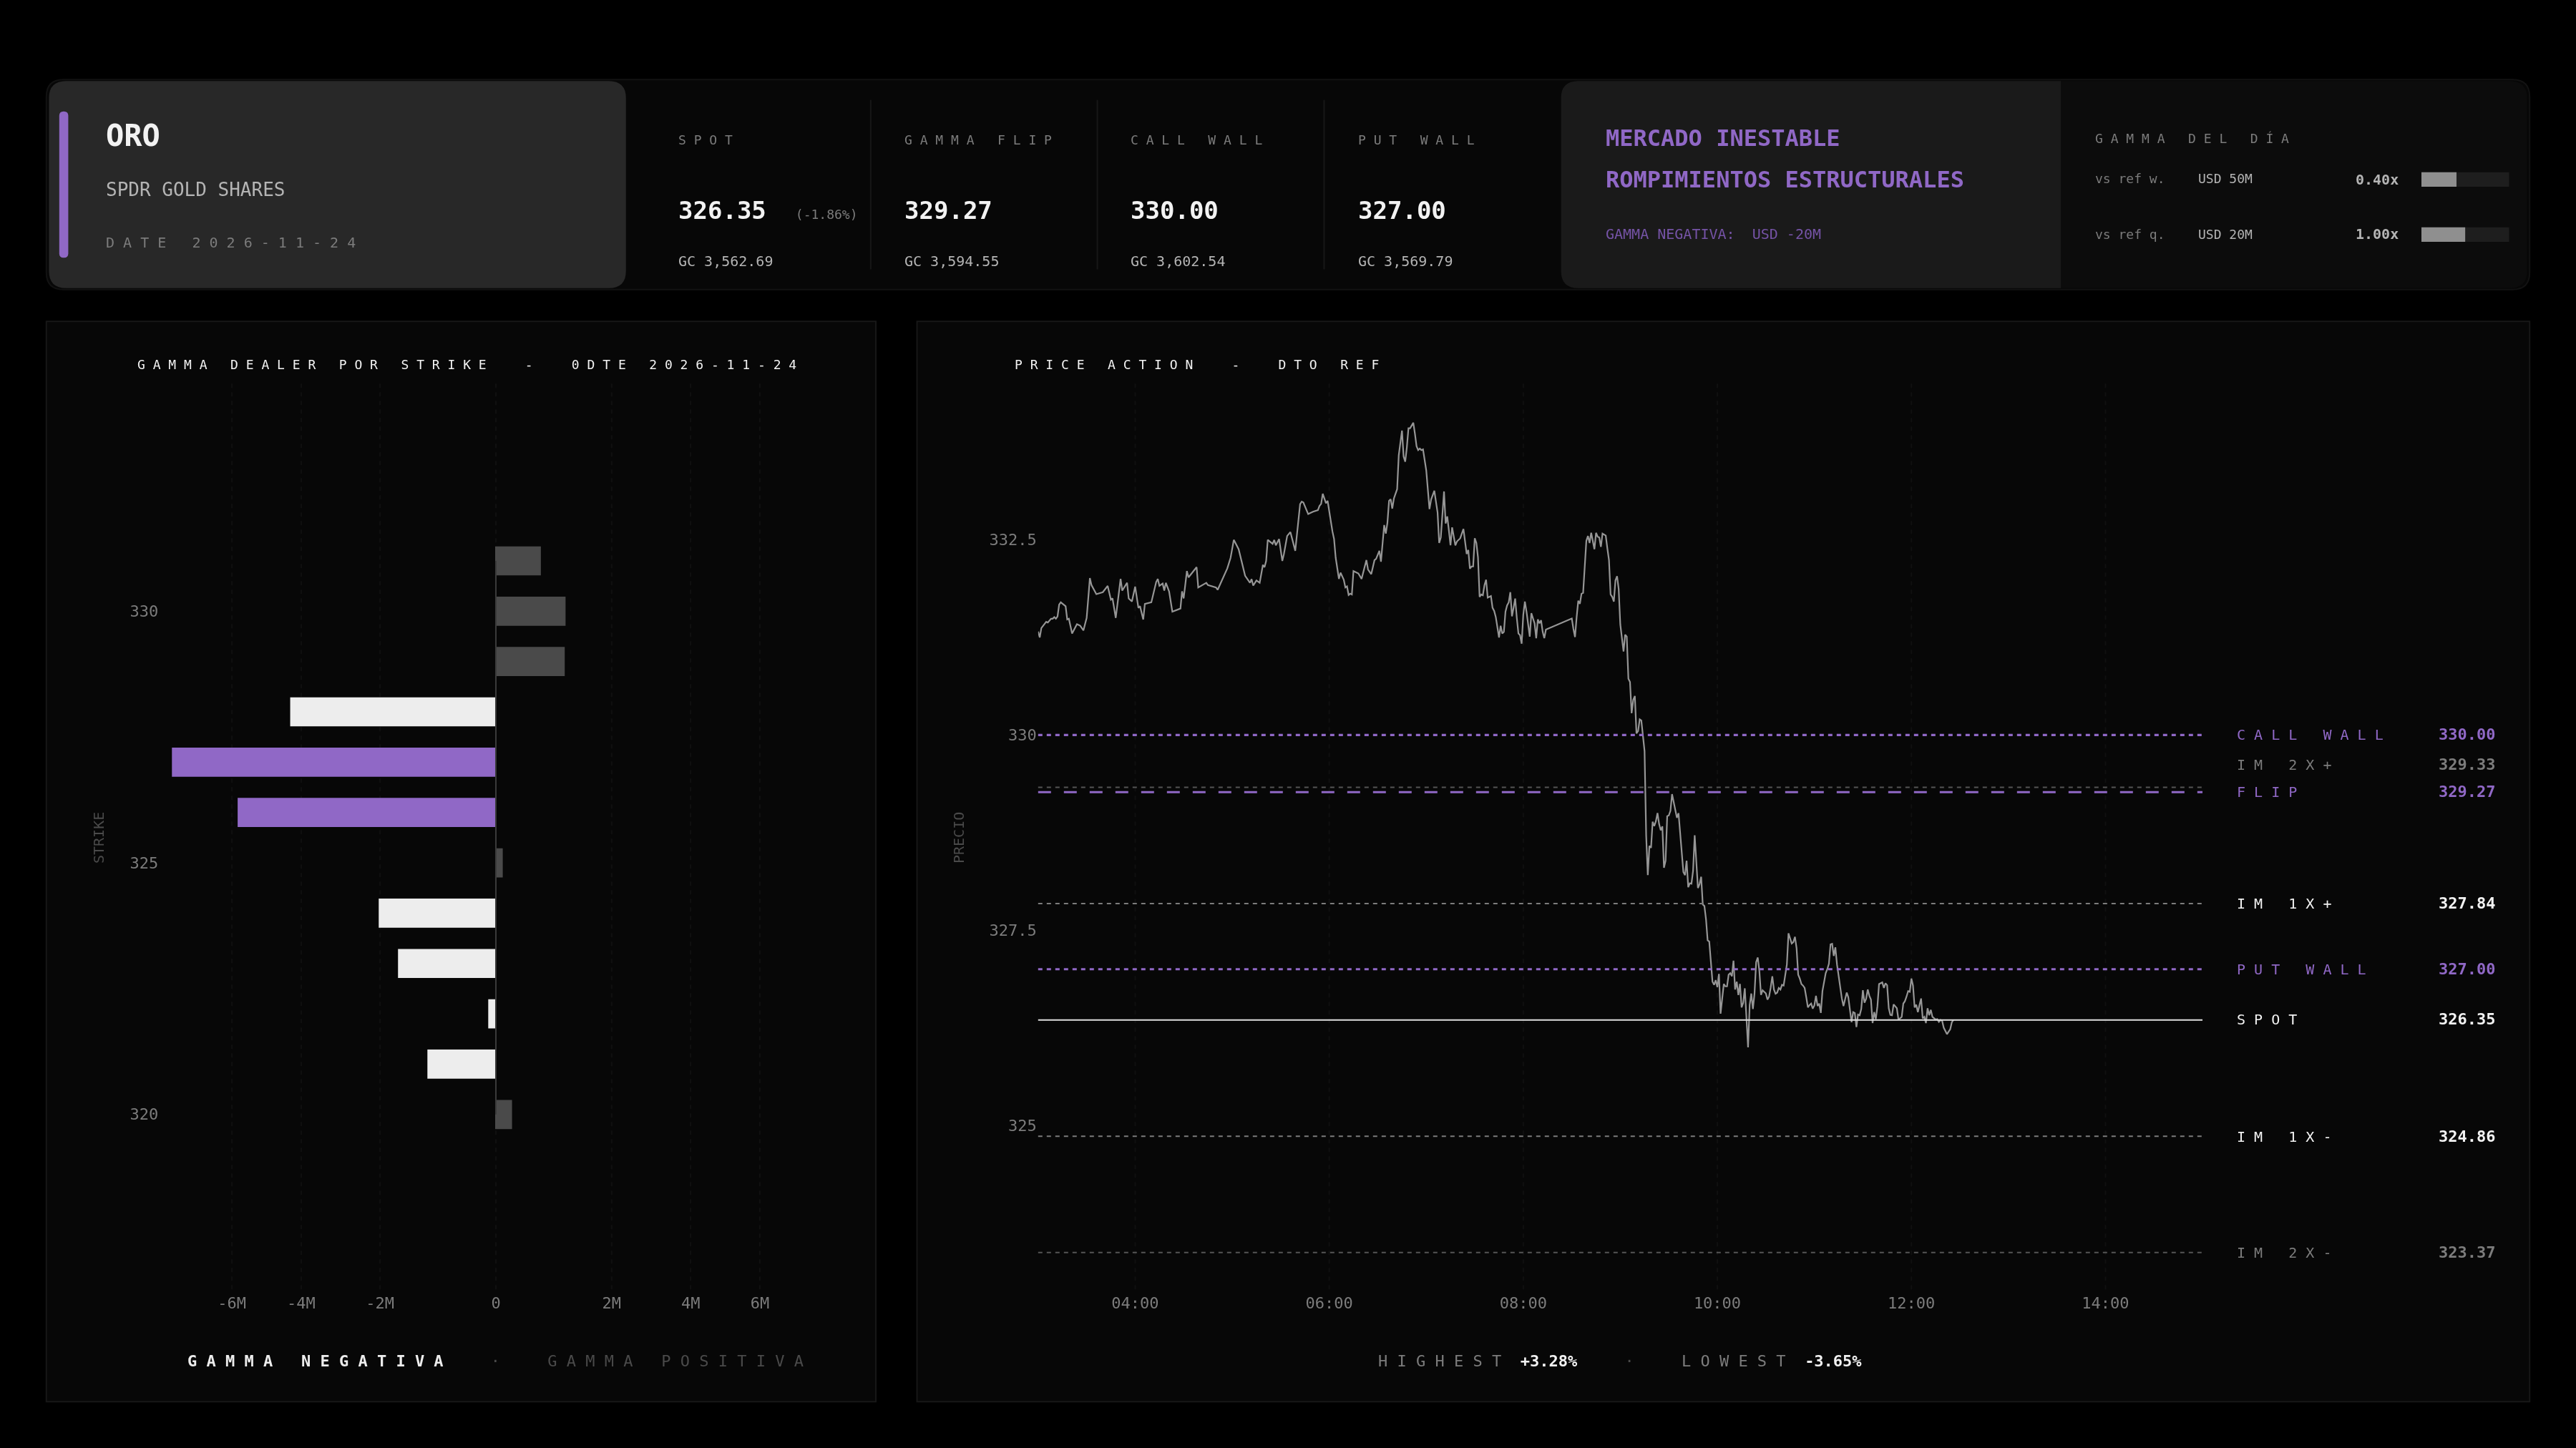 ORO
SPDR GOLD SHARES
DATE 2026-11-24
SPOT
326.35 (-1.86%)
GC 3,562.69
GAMMA FLIP
329.27
GC 3,594.55
CALL WALL
330.00
GC 3,602.54
PUT WALL
327.00
GC 3,569.79
MERCADO INESTABLE
ROMPIMIENTOS ESTRUCTURALES
GAMMA NEGATIVA: USD -20M
GAMMA DEL DÍA
vs ref w. USD 50M 0.40x
vs ref q. USD 20M 1.00x
GAMMA DEALER POR STRIKE - 0DTE 2026-11-24
STRIKE
330
325
320
-6M -4M -2M 0 2M 4M 6M
GAMMA NEGATIVA · GAMMA POSITIVA
PRICE ACTION - DTO REF
PRECIO
332.5
330
327.5
325
CALL WALL 330.00
IM 2X+ 329.33
FLIP 329.27
IM 1X+ 327.84
PUT WALL 327.00
SPOT 326.35
IM 1X- 324.86
IM 2X- 323.37
04:00 06:00 08:00 10:00 12:00 14:00
HIGHEST +3.28% · LOWEST -3.65%